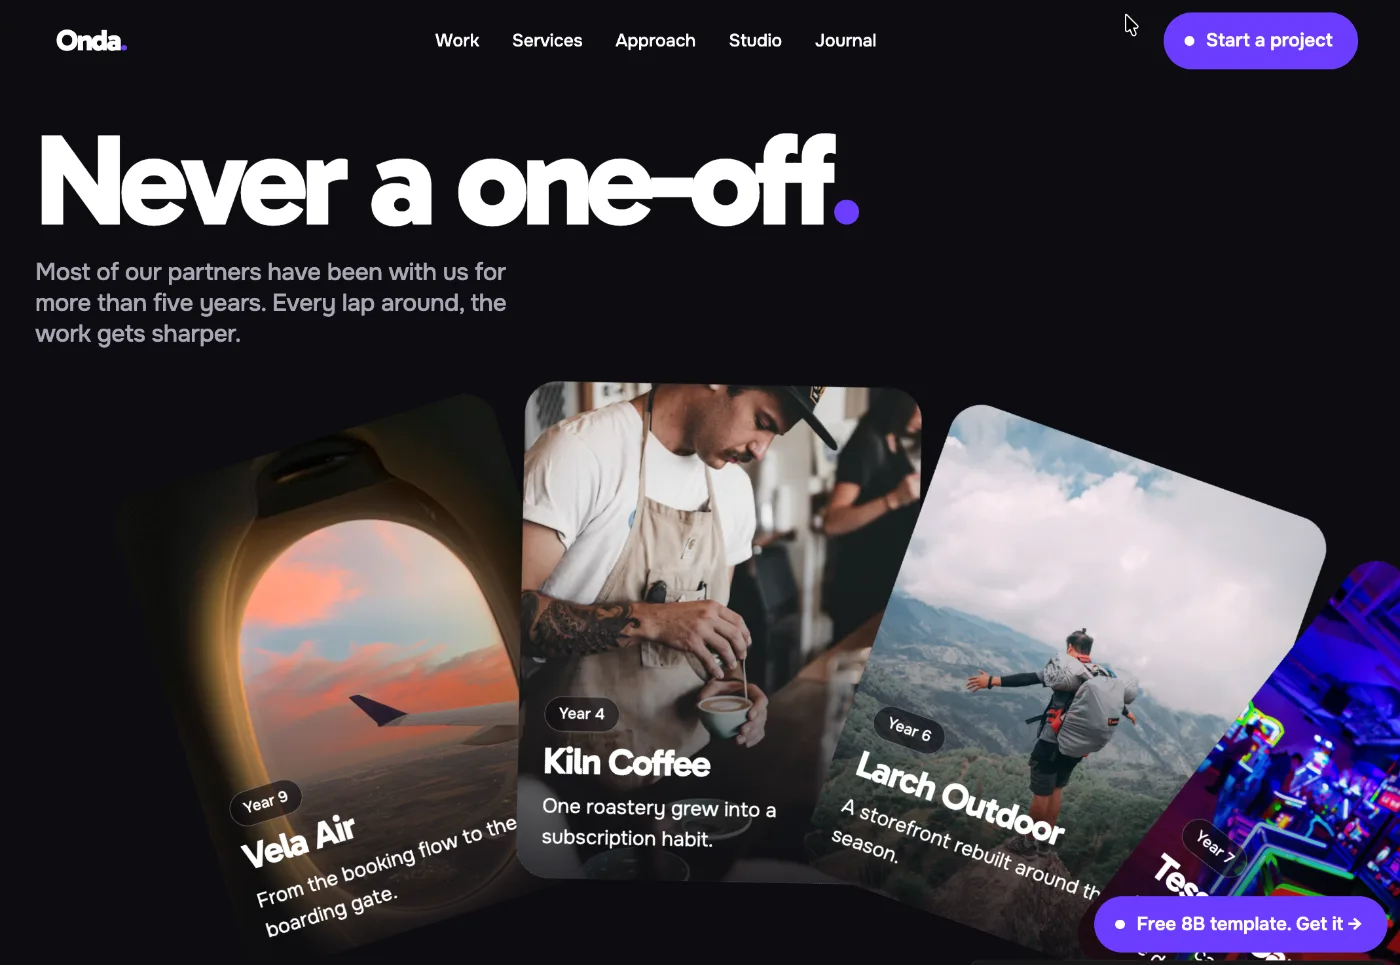 Onda.
Work
Services
Approach
Studio
Journal
Start a project
Never a one-off.
Most of our partners have been with us for
more than five years. Every lap around, the
work gets sharper.
Year 9
Vela Air
From the booking flow to the
boarding gate.
Year 4
Kiln Coffee
One roastery grew into a
subscription habit.
Year 6
Larch Outdoor
A storefront rebuilt around th
season.
Year 7
Tess
Free 8B template. Get it →